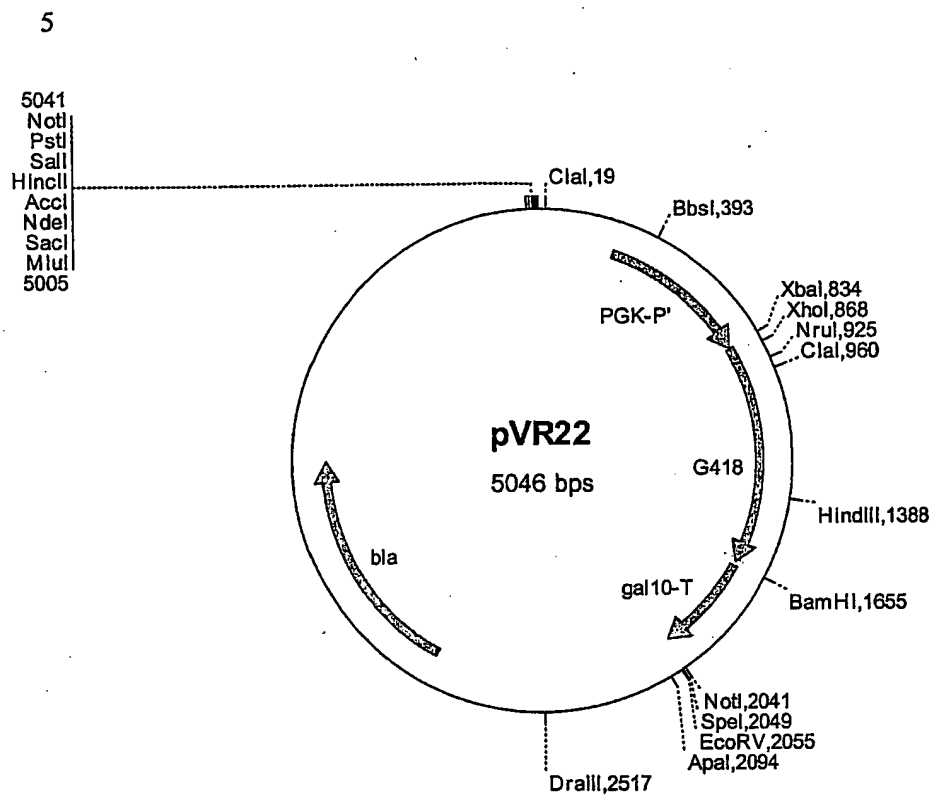 5
5041
NotI
PstI
SalI
HincII
AccI
NdeI
SacI
MluI
5005
ClaI,19
BbsI,393
XbaI,834
XhoI,868
NruI,925
ClaI,960
PGK-P'
pVR22
5046 bps
G418
HindIII,1388
bla
gal10-T
BamHI,1655
NotI,2041
SpeI,2049
EcoRV,2055
ApaI,2094
DraIII,2517